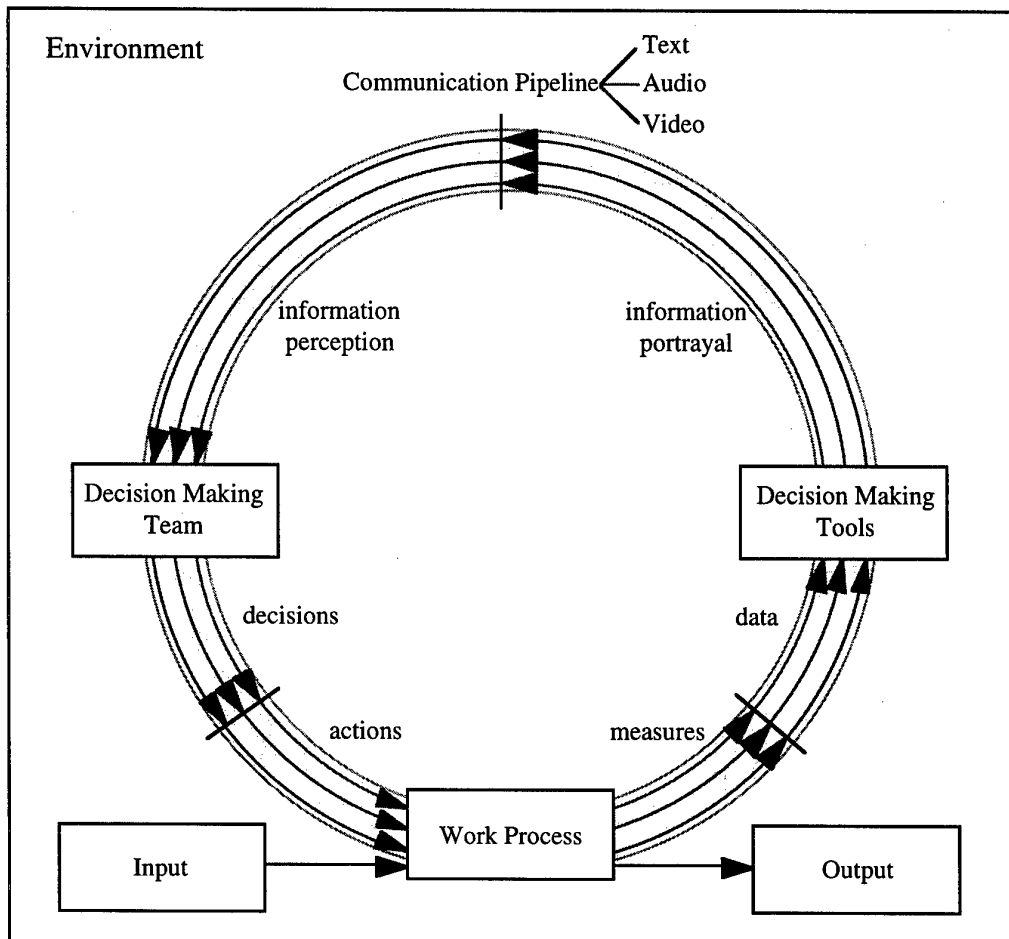 Environment
Text
Communication Pipeline
Audio
Video
information
perception
information
portrayal
Decision Making
Team
Decision Making
Tools
decisions
data
actions
measures
Work Process
Input
Output